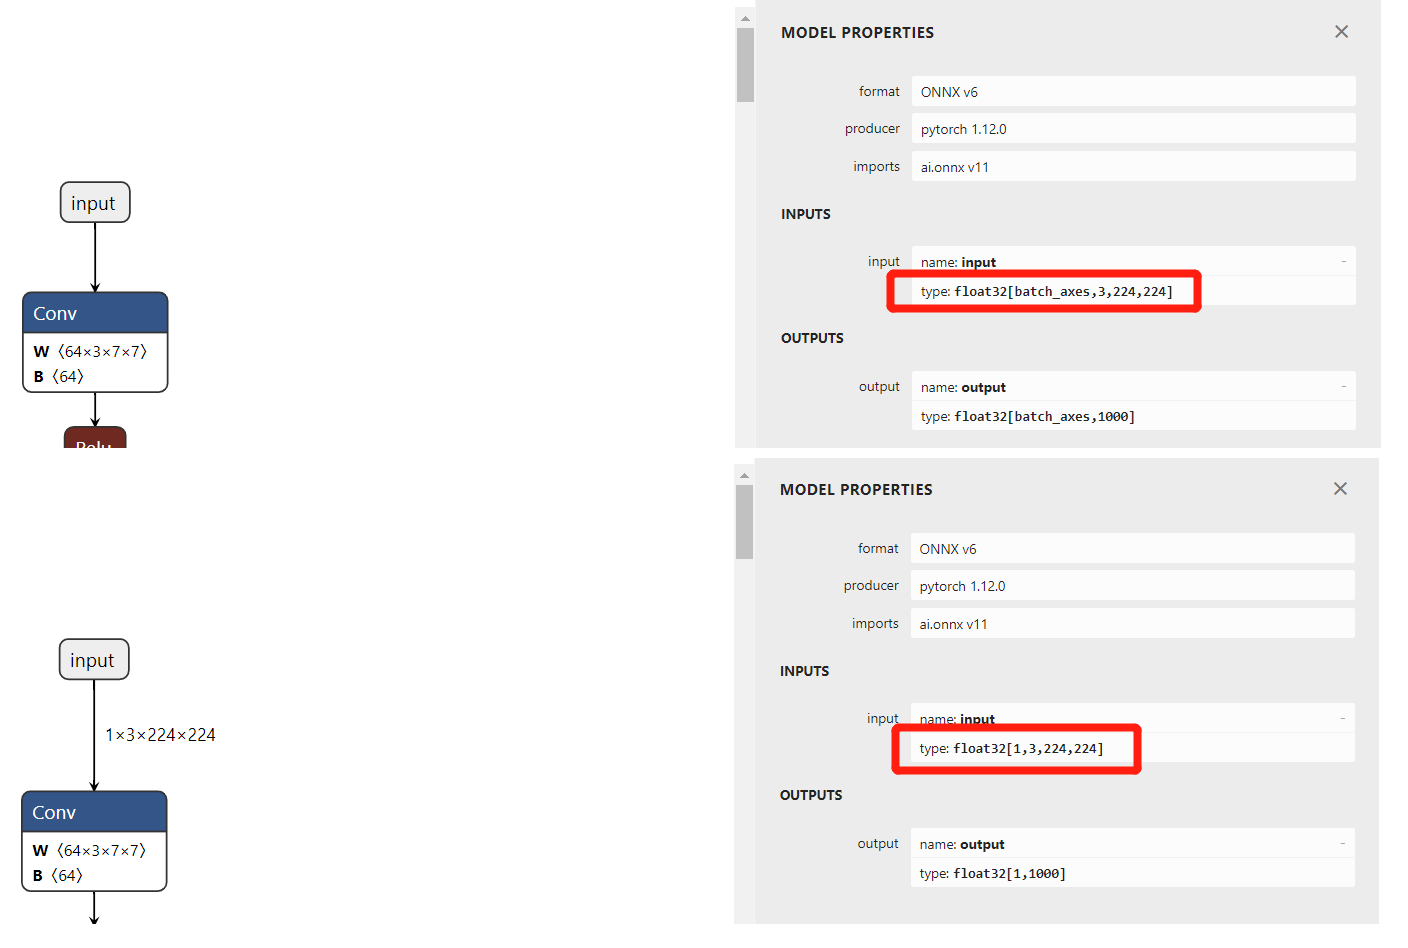 MODEL PROPERTIES
format ONNX v6
producer pytorch 1.12.0
imports ai.onnx v11
INPUTS
input name: input -
type: float32[batch_axes,3,224,224]
OUTPUTS
output name: output -
type: float32[batch_axes,1000]
input
Conv
W 〈64×3×7×7〉
B 〈64〉
Relu
MODEL PROPERTIES
format ONNX v6
producer pytorch 1.12.0
imports ai.onnx v11
INPUTS
input name: input -
type: float32[1,3,224,224]
OUTPUTS
output name: output -
type: float32[1,1000]
input
1×3×224×224
Conv
W 〈64×3×7×7〉
B 〈64〉